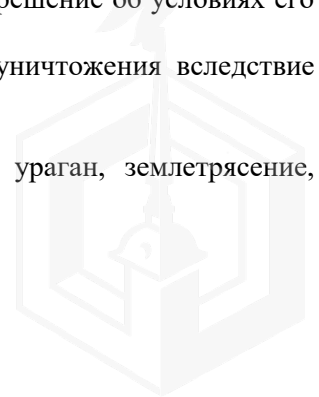 решение об условиях его
уничтожения вследствие
ураган, землетрясение,